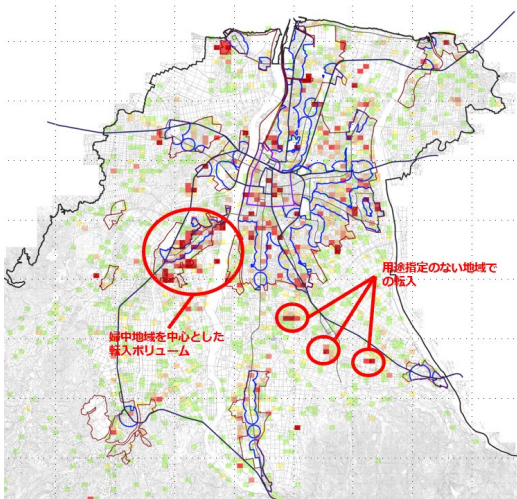 用途指定のない地域で
の転入
婦中地域を中心とした
転入ボリューム